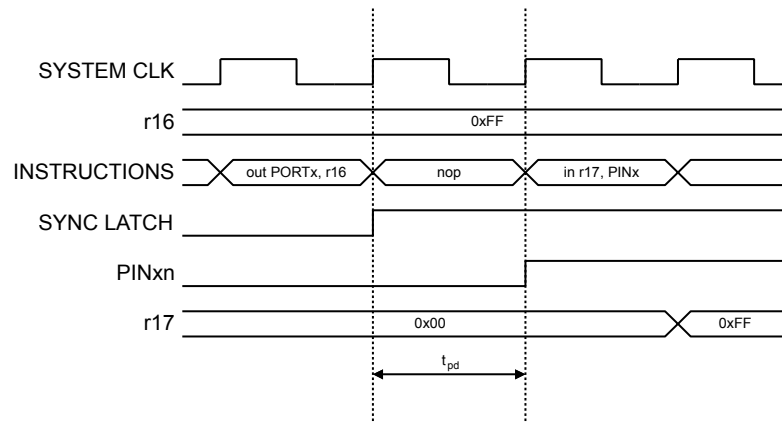 SYSTEM CLK
r16
0xFF
INSTRUCTIONS
out PORTx, r16
nop
in r17, PINx
SYNC LATCH
PINxn
r17
0x00
0xFF
tpd